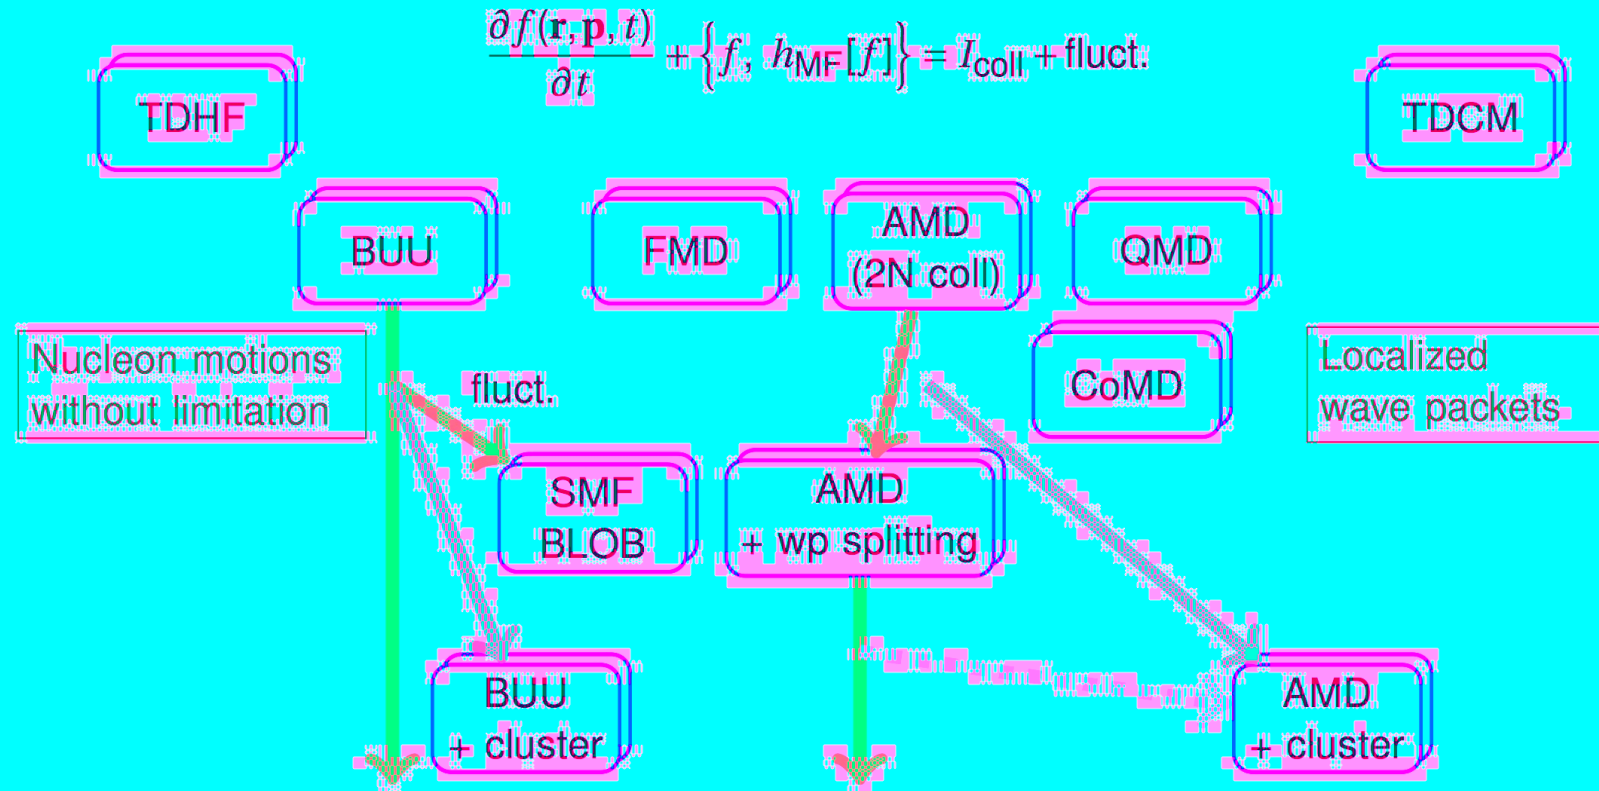 ∂f(r, p, t)/∂t + {f, h_MF[f]} = I_coll + fluct.
TDHF
TDCM
BUU
FMD
AMD
(2N coll)
QMD
Nucleon motions
without limitation
fluct.
CoMD
Localized
wave packets
SMF
BLOB
AMD
+ wp splitting
BUU
+ cluster
AMD
+ cluster